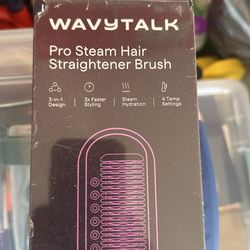 WAVYTALK
Pro Steam Hair
Straightener Brush
3-in-1 3x Faster Steam 4 Temp
Design Styling Hydration Settings